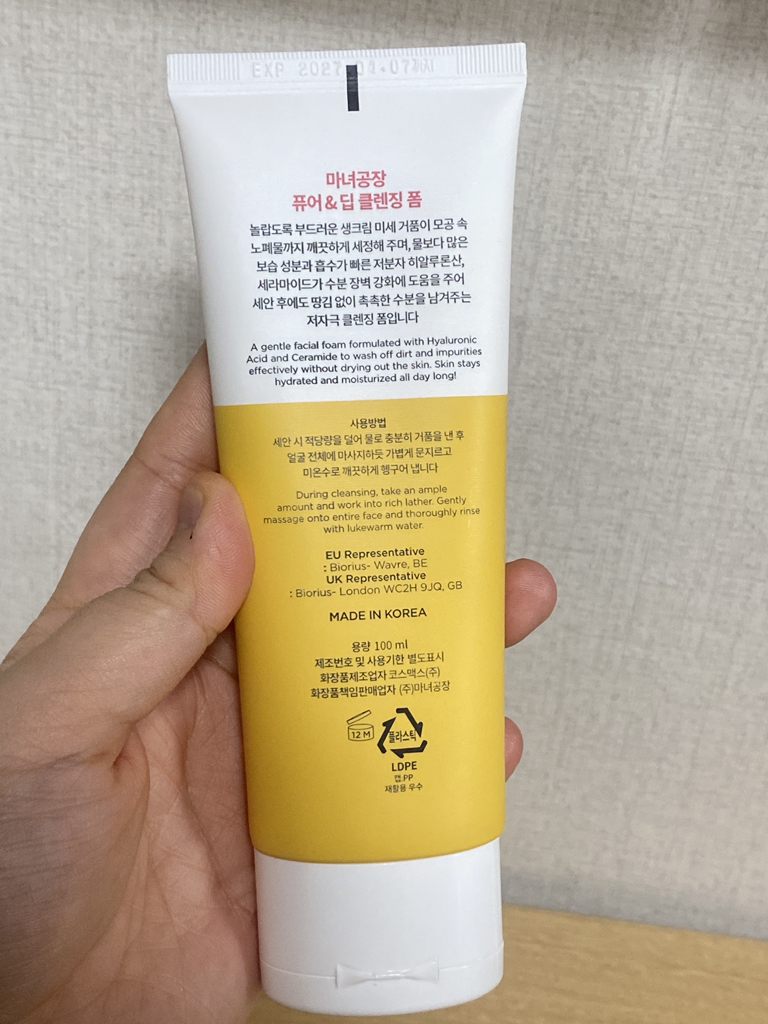 EXP 2027.04.07까지
마녀공장
퓨어 & 딥 클렌징 폼
놀랍도록 부드러운 생크림 미세 거품이 모공 속
노폐물까지 깨끗하게 세정해 주며, 물보다 많은
보습 성분과 흡수가 빠른 저분자 히알루론산,
세라마이드가 수분 장벽 강화에 도움을 주어
세안 후에도 땅김 없이 촉촉한 수분을 남겨주는
저자극 클렌징 폼입니다
A gentle facial foam formulated with Hyaluronic
Acid and Ceramide to wash off dirt and impurities
effectively without drying out the skin. Skin stays
hydrated and moisturized all day long!
사용방법
세안 시 적당량을 덜어 물로 충분히 거품을 낸 후
얼굴 전체에 마사지하듯 가볍게 문지르고
미온수로 깨끗하게 헹구어 냅니다
During cleansing, take an ample
amount and work into rich lather. Gently
massage onto entire face and thoroughly rinse
with lukewarm water.
EU Representative
: Biorius- Wavre, BE
UK Representative
: Biorius- London WC2H 9JQ, GB
MADE IN KOREA
용량 100 ml
제조번호 및 사용기한 별도표시
화장품제조업자 코스맥스(주)
화장품책임판매업자 (주)마녀공장
12 M
플라스틱
LDPE
캡:PP
재활용 우수